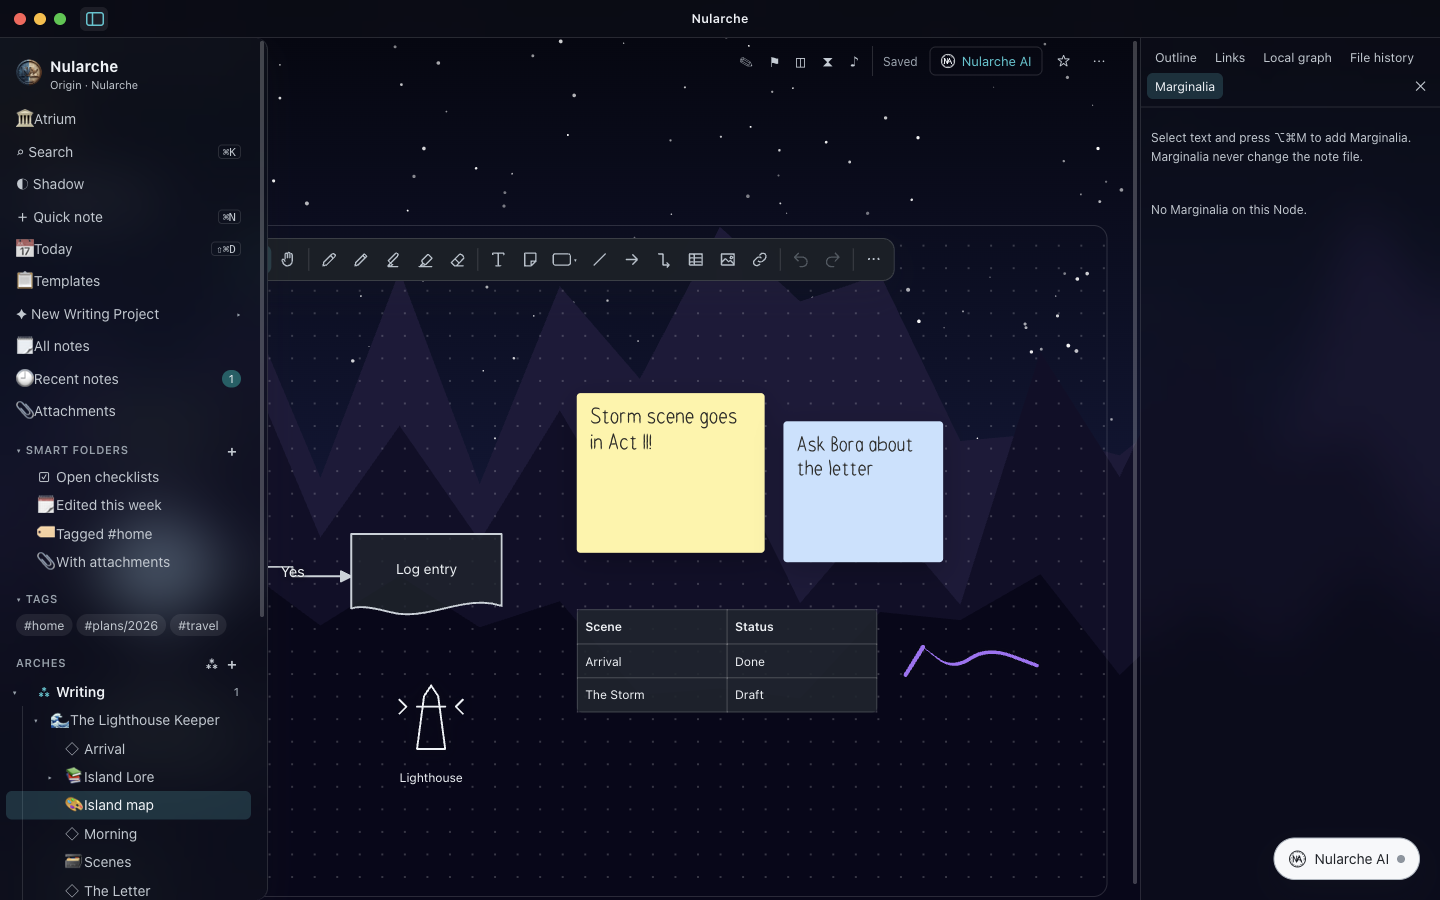 Nularche
Nularche
Origin · Nularche
Atrium
Search ⌘K
Shadow
Quick note ⌘N
Today ⇧⌘D
Templates
New Writing Project
All notes
Recent notes 1
Attachments
SMART FOLDERS
Open checklists
Edited this week
Tagged #home
With attachments
TAGS
#home #plans/2026 #travel
ARCHES
Writing 1
The Lighthouse Keeper
Arrival
Island Lore
Island map
Morning
Scenes
The Letter
Saved Nularche AI
Storm scene goes
in Act III!
Ask Bora about
the letter
Yes
Log entry
Scene Status
Arrival Done
The Storm Draft
Lighthouse
Outline Links Local graph File history
Marginalia
Select text and press ⌥⌘M to add Marginalia.
Marginalia never change the note file.
No Marginalia on this Node.
Nularche AI